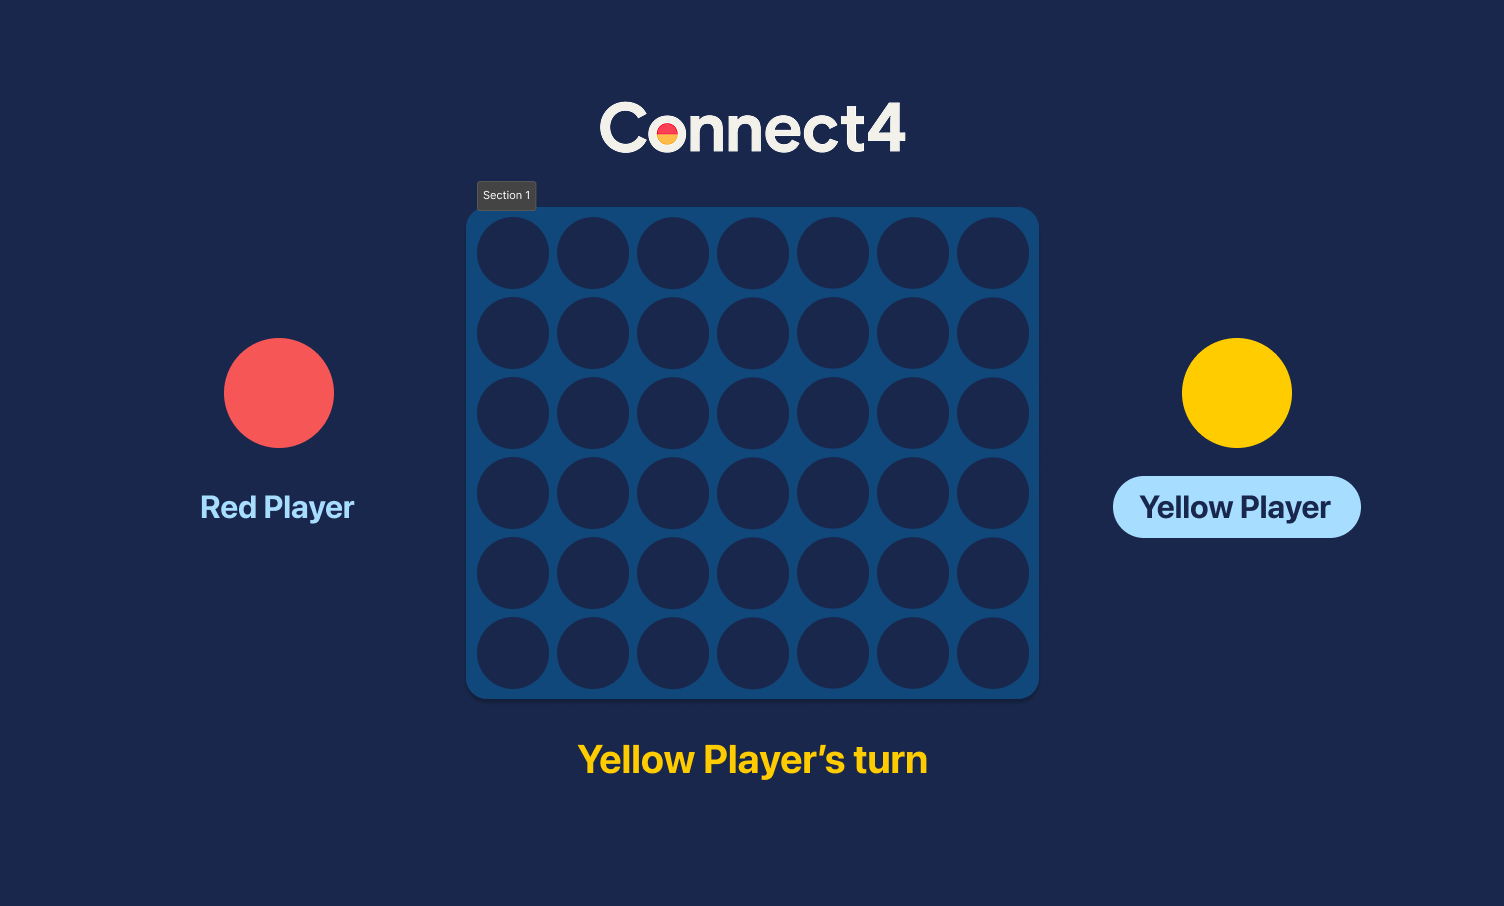 Connect4
Section 1
Red Player
Yellow Player
Yellow Player’s turn